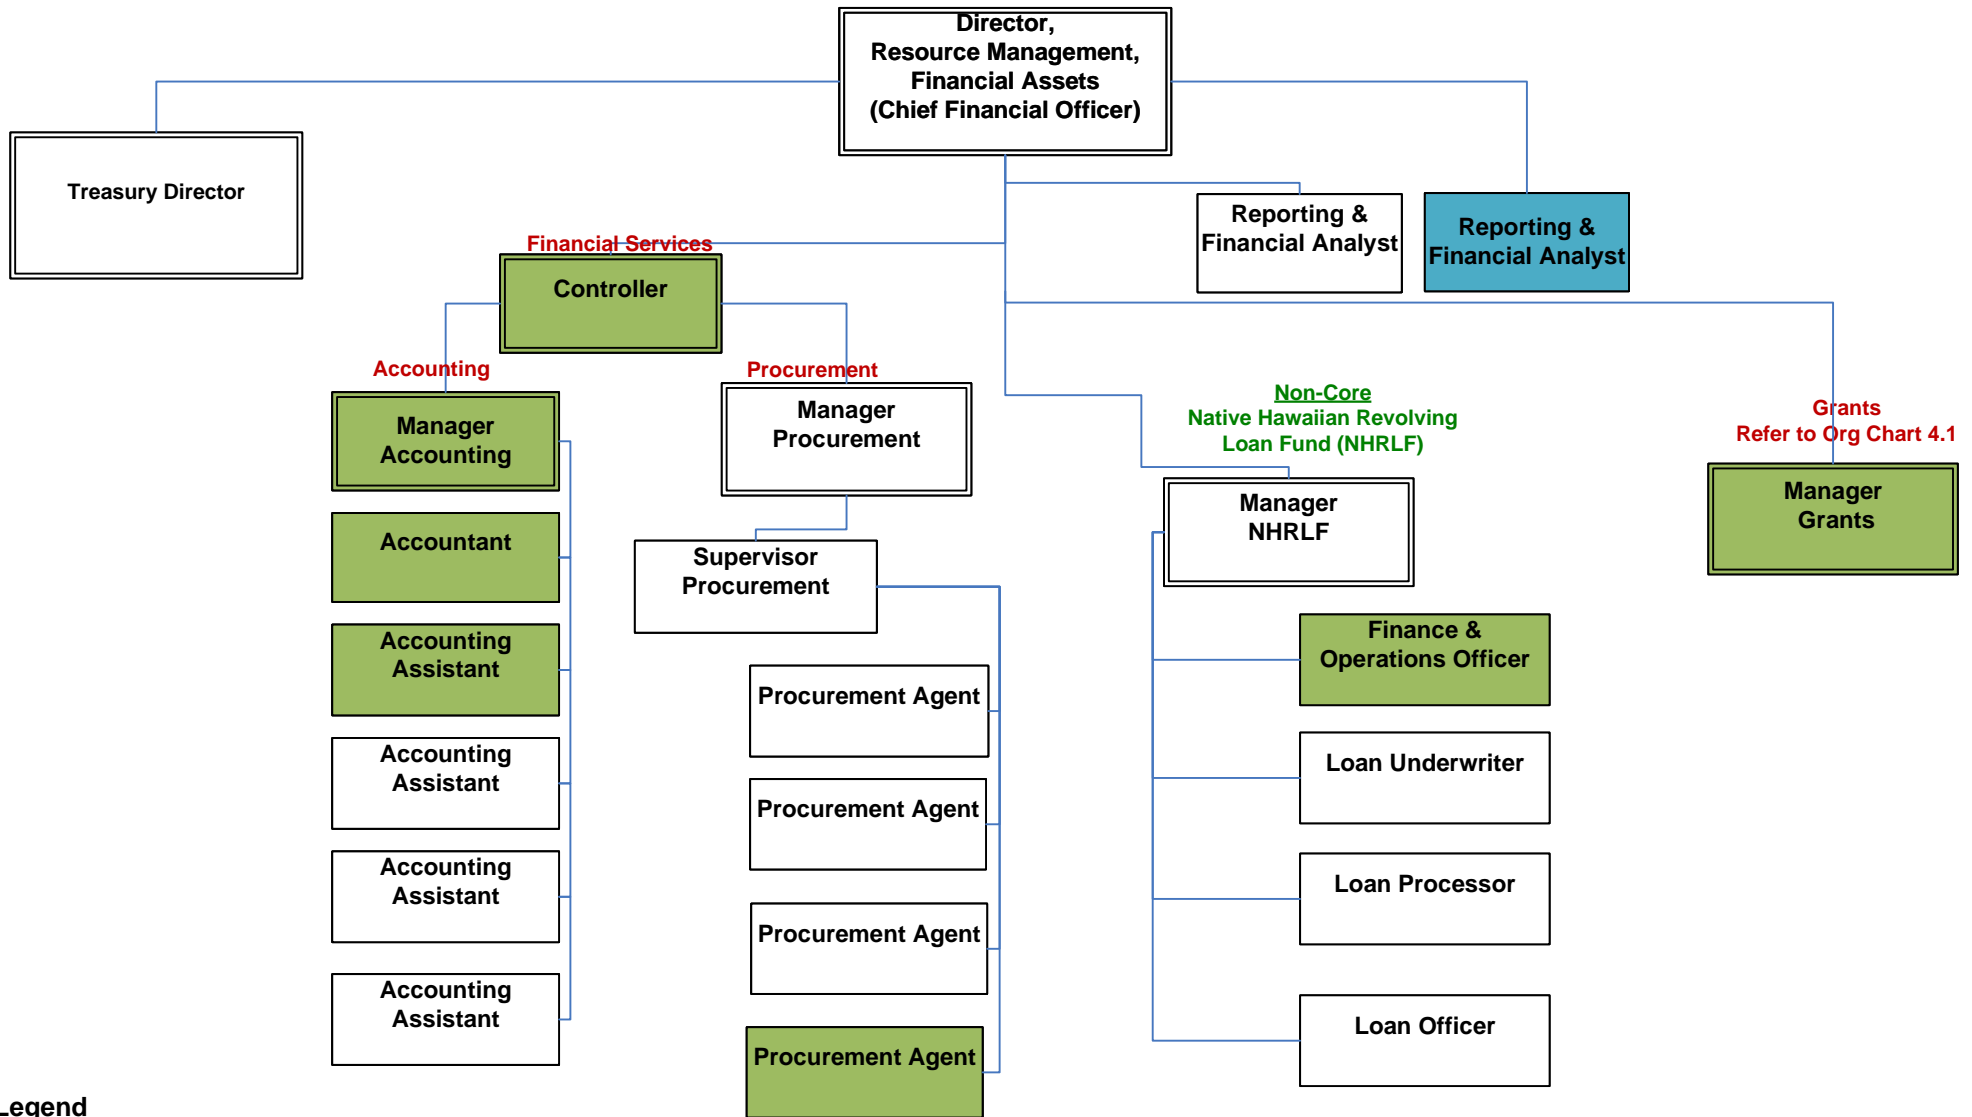 Director,
Resource Management,
Financial Assets
(Chief Financial Officer)
Treasury Director
Reporting &
Financial Analyst
Reporting &
Financial Analyst
Financial Services
Controller
Accounting
Manager
Accounting
Accountant
Accounting
Assistant
Accounting
Assistant
Accounting
Assistant
Accounting
Assistant
Procurement
Manager
Procurement
Supervisor
Procurement
Procurement Agent
Procurement Agent
Procurement Agent
Procurement Agent
Non-Core
Native Hawaiian Revolving
Loan Fund (NHRLF)
Manager
NHRLF
Finance &
Operations Officer
Loan Underwriter
Loan Processor
Loan Officer
Grants
Refer to Org Chart 4.1
Manager
Grants
Legend